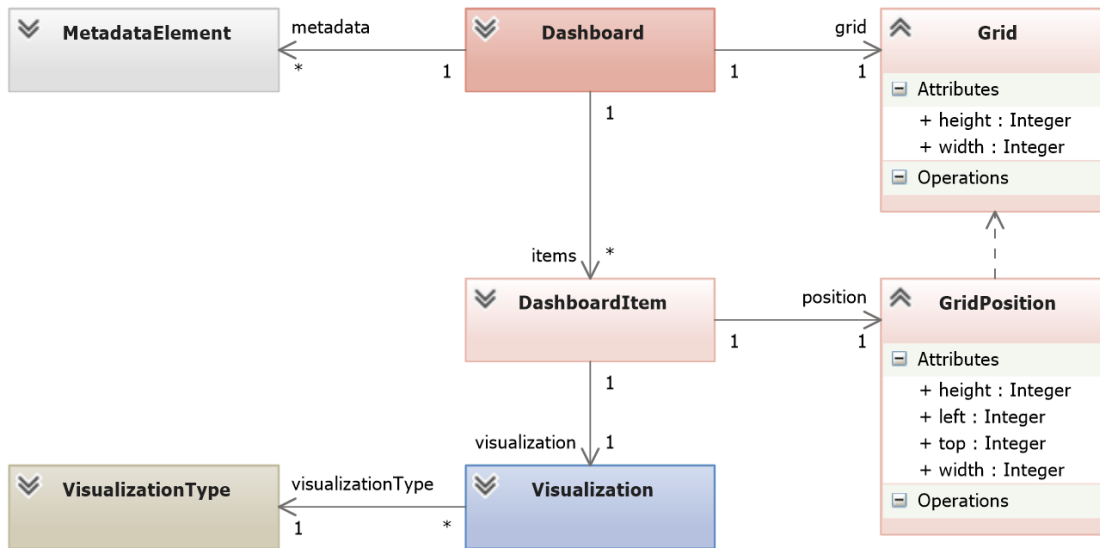 MetadataElement
metadata
*
1
Dashboard
1
grid
1
Grid
Attributes
+ height : Integer
+ width : Integer
Operations
1
items
*
DashboardItem
1
position
1
GridPosition
Attributes
+ height : Integer
+ left : Integer
+ top : Integer
+ width : Integer
Operations
1
visualization
1
VisualizationType
visualizationType
1
*
Visualization